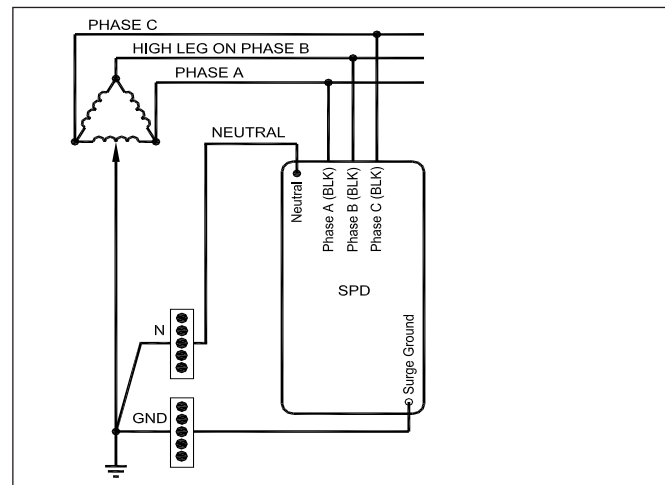 PHASE C
HIGH LEG ON PHASE B
PHASE A
NEUTRAL
Neutral
Phase A (BLK)
Phase B (BLK)
Phase C (BLK)
SPD
Surge Ground
N
GND